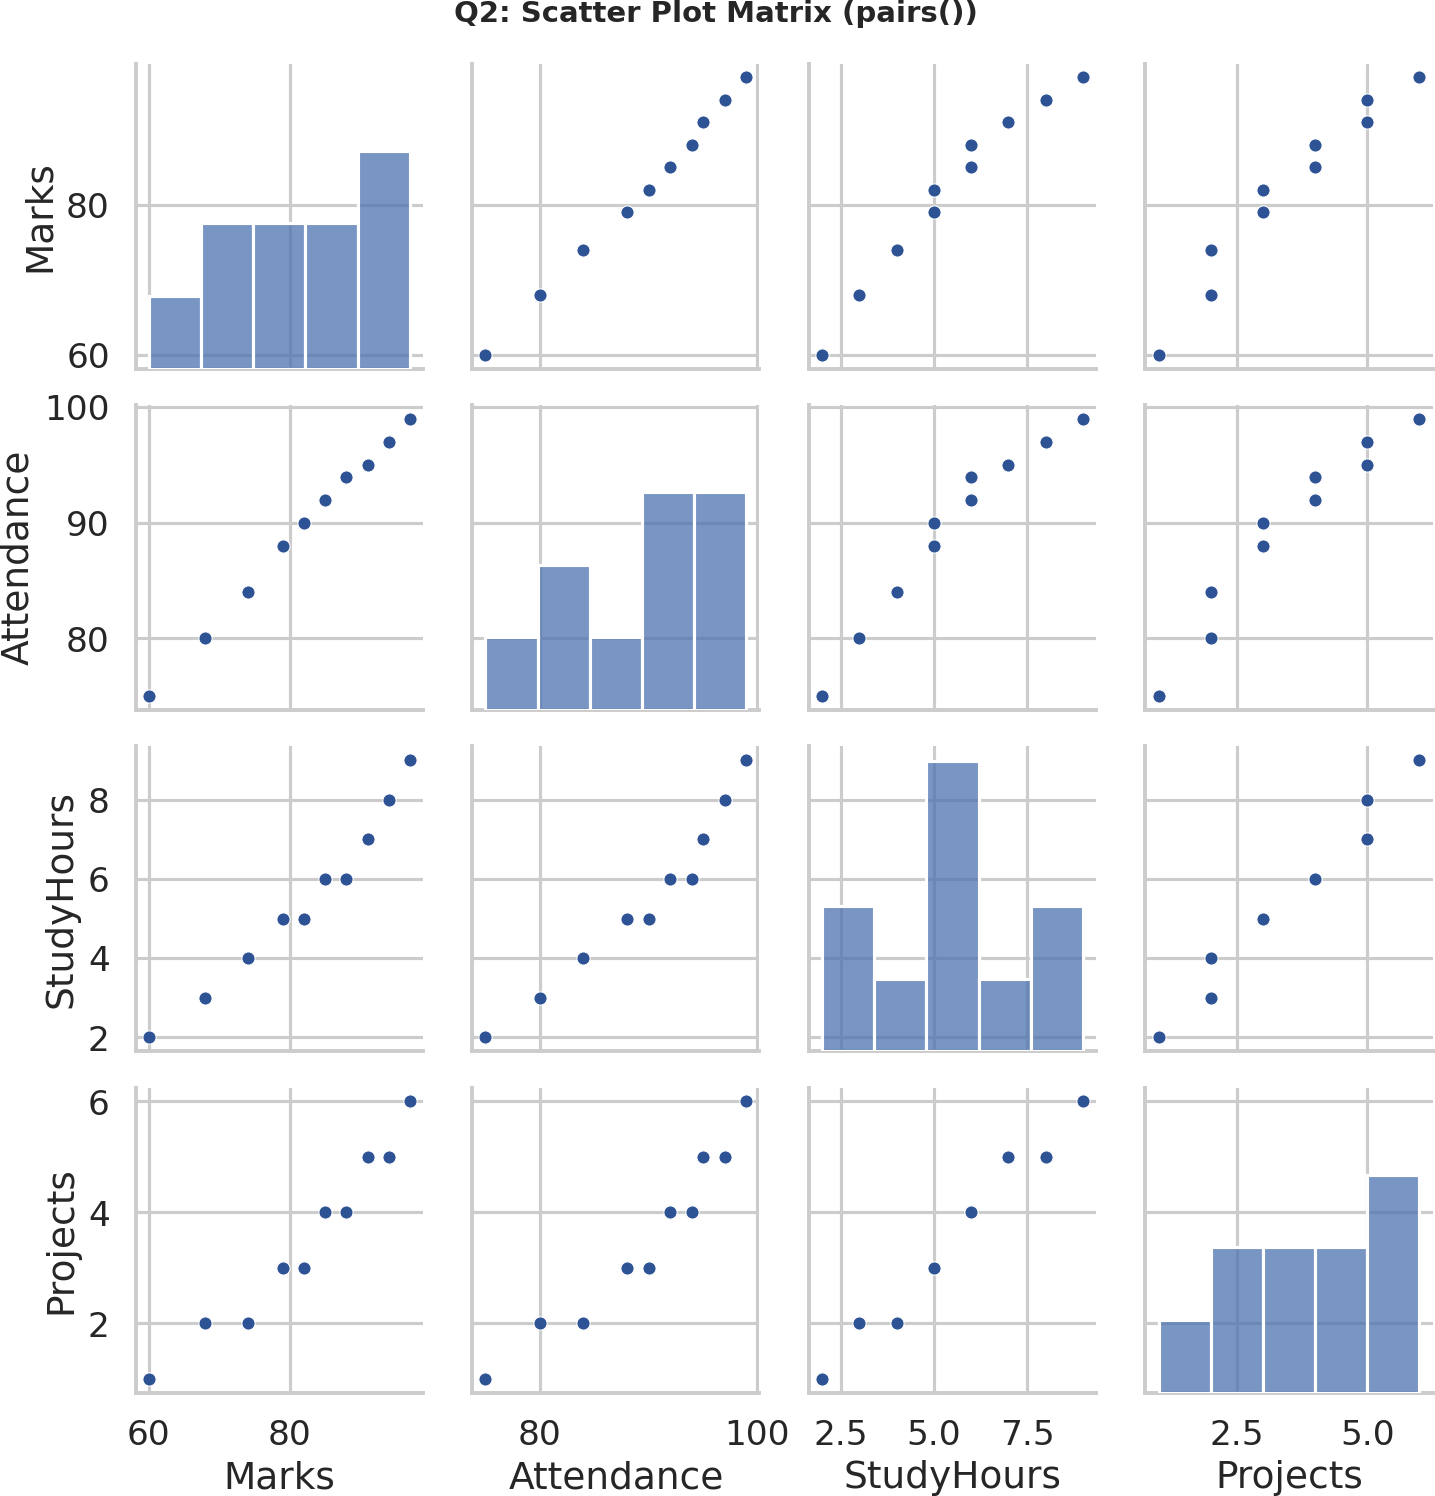 Q2: Scatter Plot Matrix (pairs())
Marks
80
60
Attendance
100
90
80
StudyHours
8
6
4
2
Projects
6
4
2
60 80
80 100
2.5 5.0 7.5
2.5 5.0
Marks
Attendance
StudyHours
Projects